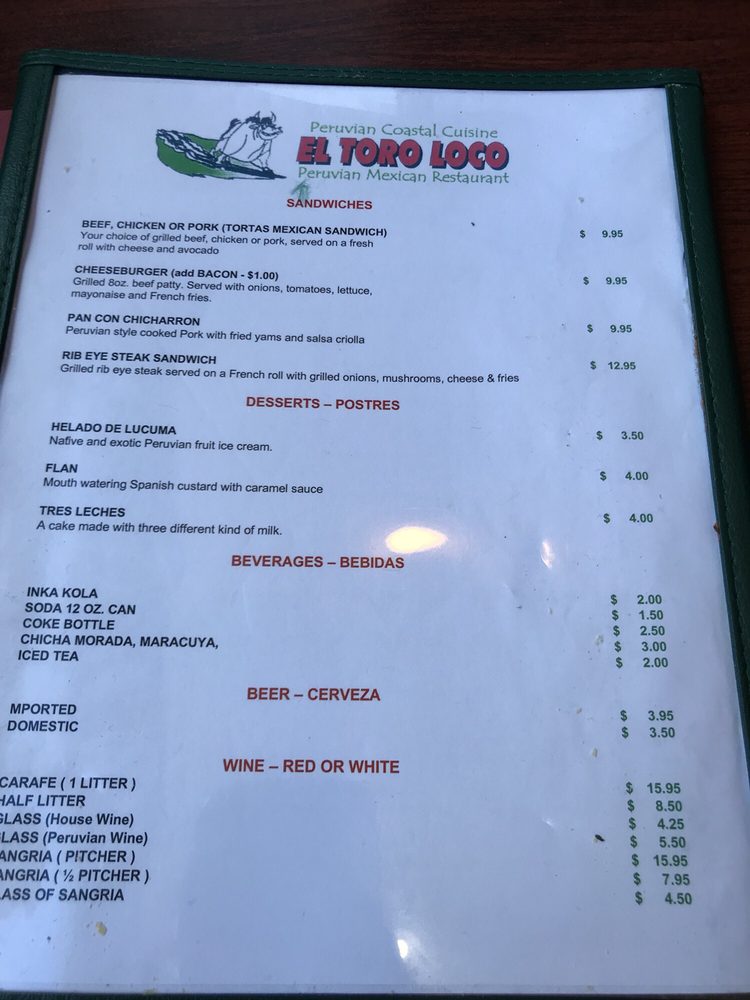 Peruvian Coastal Cuisine
EL TORO LOCO
Peruvian Mexican Restaurant
SANDWICHES
BEEF, CHICKEN OR PORK (TORTAS MEXICAN SANDWICH) $ 9.95
Your choice of grilled beef, chicken or pork, served on a fresh
roll with cheese and avocado
CHEESEBURGER (add BACON - $1.00) $ 9.95
Grilled 8oz. beef patty. Served with onions, tomatoes, lettuce,
mayonaise and French fries.
PAN CON CHICHARRON $ 9.95
Peruvian style cooked Pork with fried yams and salsa criolla
RIB EYE STEAK SANDWICH $ 12.95
Grilled rib eye steak served on a French roll with grilled onions, mushrooms, cheese & fries
DESSERTS – POSTRES
HELADO DE LUCUMA $ 3.50
Native and exotic Peruvian fruit ice cream.
FLAN $ 4.00
Mouth watering Spanish custard with caramel sauce
TRES LECHES $ 4.00
A cake made with three different kind of milk.
BEVERAGES – BEBIDAS
INKA KOLA $ 2.00
SODA 12 OZ. CAN $ 1.50
COKE BOTTLE $ 2.50
CHICHA MORADA, MARACUYA, $ 3.00
ICED TEA $ 2.00
BEER – CERVEZA
MPORTED $ 3.95
DOMESTIC $ 3.50
WINE – RED OR WHITE
CARAFE ( 1 LITTER ) $ 15.95
HALF LITTER $ 8.50
GLASS (House Wine) $ 4.25
LASS (Peruvian Wine) $ 5.50
ANGRIA ( PITCHER ) $ 15.95
ANGRIA ( ½ PITCHER ) $ 7.95
ASS OF SANGRIA $ 4.50